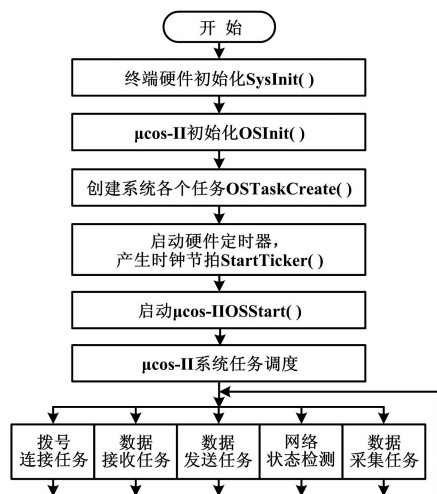 开 始
终端硬件初始化SysInit( )
μcos-II初始化OSInit( )
创建系统各个任务OSTaskCreate( )
启动硬件定时器，
产生时钟节拍StartTicker( )
启动μcos-IIOSStart( )
μcos-II系统任务调度
拨号
连接任务
数据
接收任务
数据
发送任务
网络
状态检测
数据
采集任务